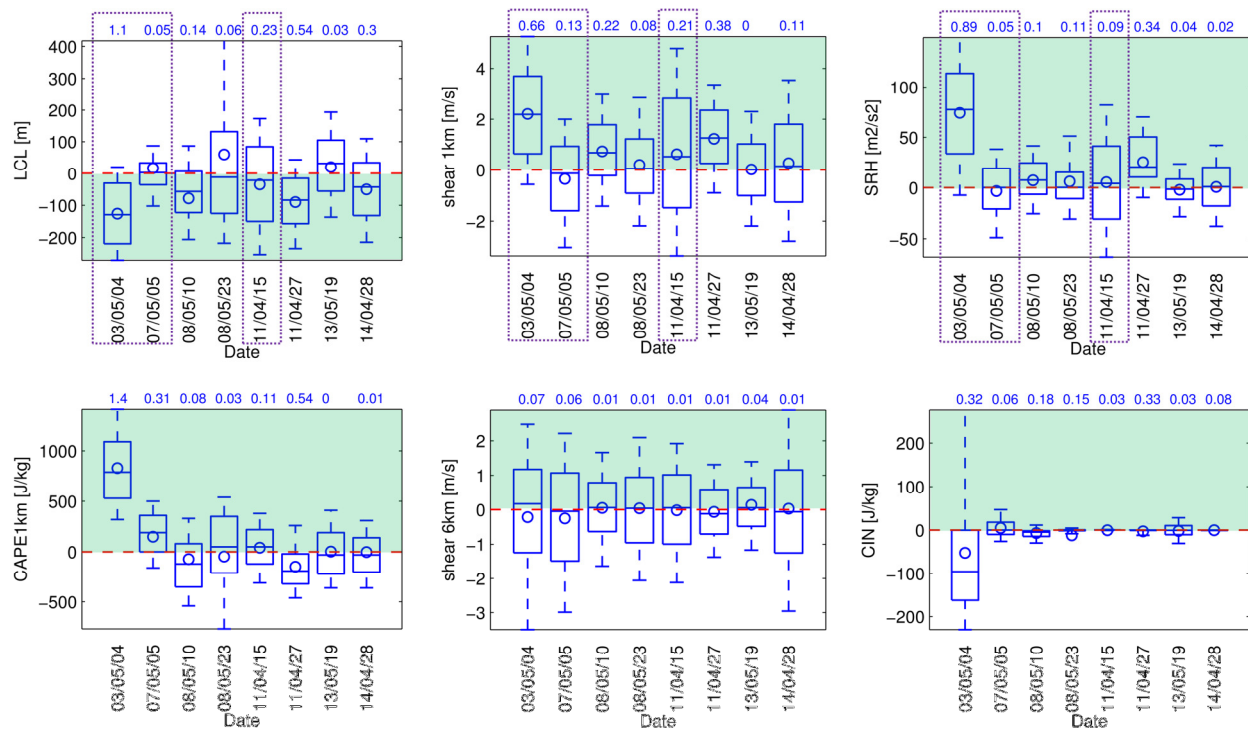 1.1 0.05 0.14 0.06 0.23 0.54 0.03 0.3
400
300
200
100
0
−100
−200
LCL [m]
03/05/04 07/05/05 08/05/10 08/05/23 11/04/15 11/04/27 13/05/19 14/04/28
Date
0.66 0.13 0.22 0.08 0.21 0.38 0 0.11
4
2
0
−2
shear 1km [m/s]
03/05/04 07/05/05 08/05/10 08/05/23 11/04/15 11/04/27 13/05/19 14/04/28
Date
0.89 0.05 0.1 0.11 0.09 0.34 0.04 0.02
100
50
0
−50
SRH [m2/s2]
03/05/04 07/05/05 08/05/10 08/05/23 11/04/15 11/04/27 13/05/19 14/04/28
Date
1.4 0.31 0.08 0.03 0.11 0.54 0 0.01
1000
500
0
−500
CAPE1km [J/kg]
03/05/04 07/05/05 08/05/10 08/05/23 11/04/15 11/04/27 13/05/19 14/04/28
Date
0.07 0.06 0.01 0.01 0.01 0.01 0.04 0.01
2
1
0
−1
−2
−3
shear 6km [m/s]
03/05/04 07/05/05 08/05/10 08/05/23 11/04/15 11/04/27 13/05/19 14/04/28
Date
0.32 0.06 0.18 0.15 0.03 0.33 0.03 0.08
200
100
0
−100
−200
CIN [J/kg]
03/05/04 07/05/05 08/05/10 08/05/23 11/04/15 11/04/27 13/05/19 14/04/28
Date